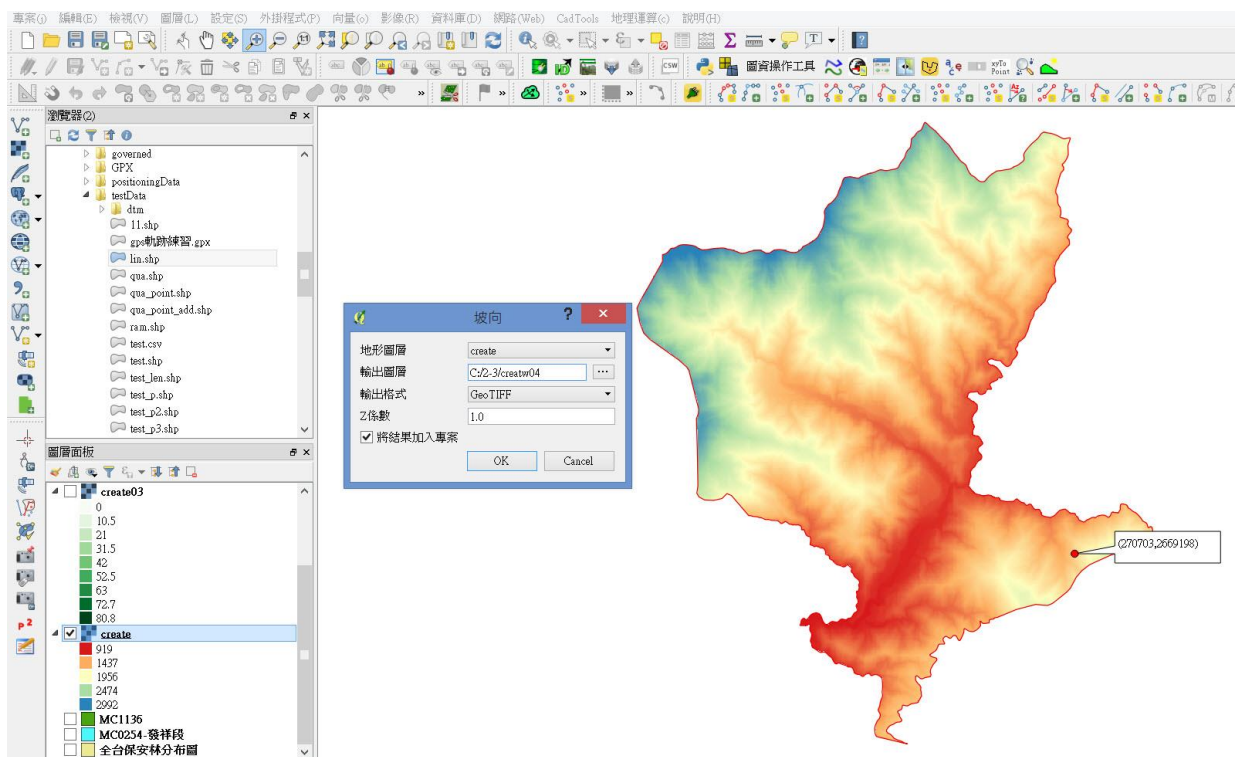 專案(j) 編輯(E) 檢視(V) 圖層(L) 設定(S) 外掛程式(P) 向量(o) 影像(R) 資料庫(D) 網路(Web) CadTools 地理運算(c) 說明(H)
CSW 圖資操作工具 xyTo Point
瀏覽器(2)
governed
GPX
positioningData
testData
dtm
11.shp
gps軌跡練習.gpx
lin.shp
qua.shp
qua_point.shp
qua_point_add.shp
ram.shp
test.csv
test.shp
test_len.shp
test_p.shp
test_p2.shp
test_p3.shp
圖層面板
create03
0
10.5
21
31.5
42
52.5
63
72.7
80.8
create
919
1437
1956
2474
2992
MC1136
MC0254-發祥段
全台保安林分布圖
坡向
地形圖層 create
輸出圖層 C:/2-3/creatw04 ...
輸出格式 GeoTIFF
Z係數 1.0
將結果加入專案
OK Cancel
(270703,2669198)